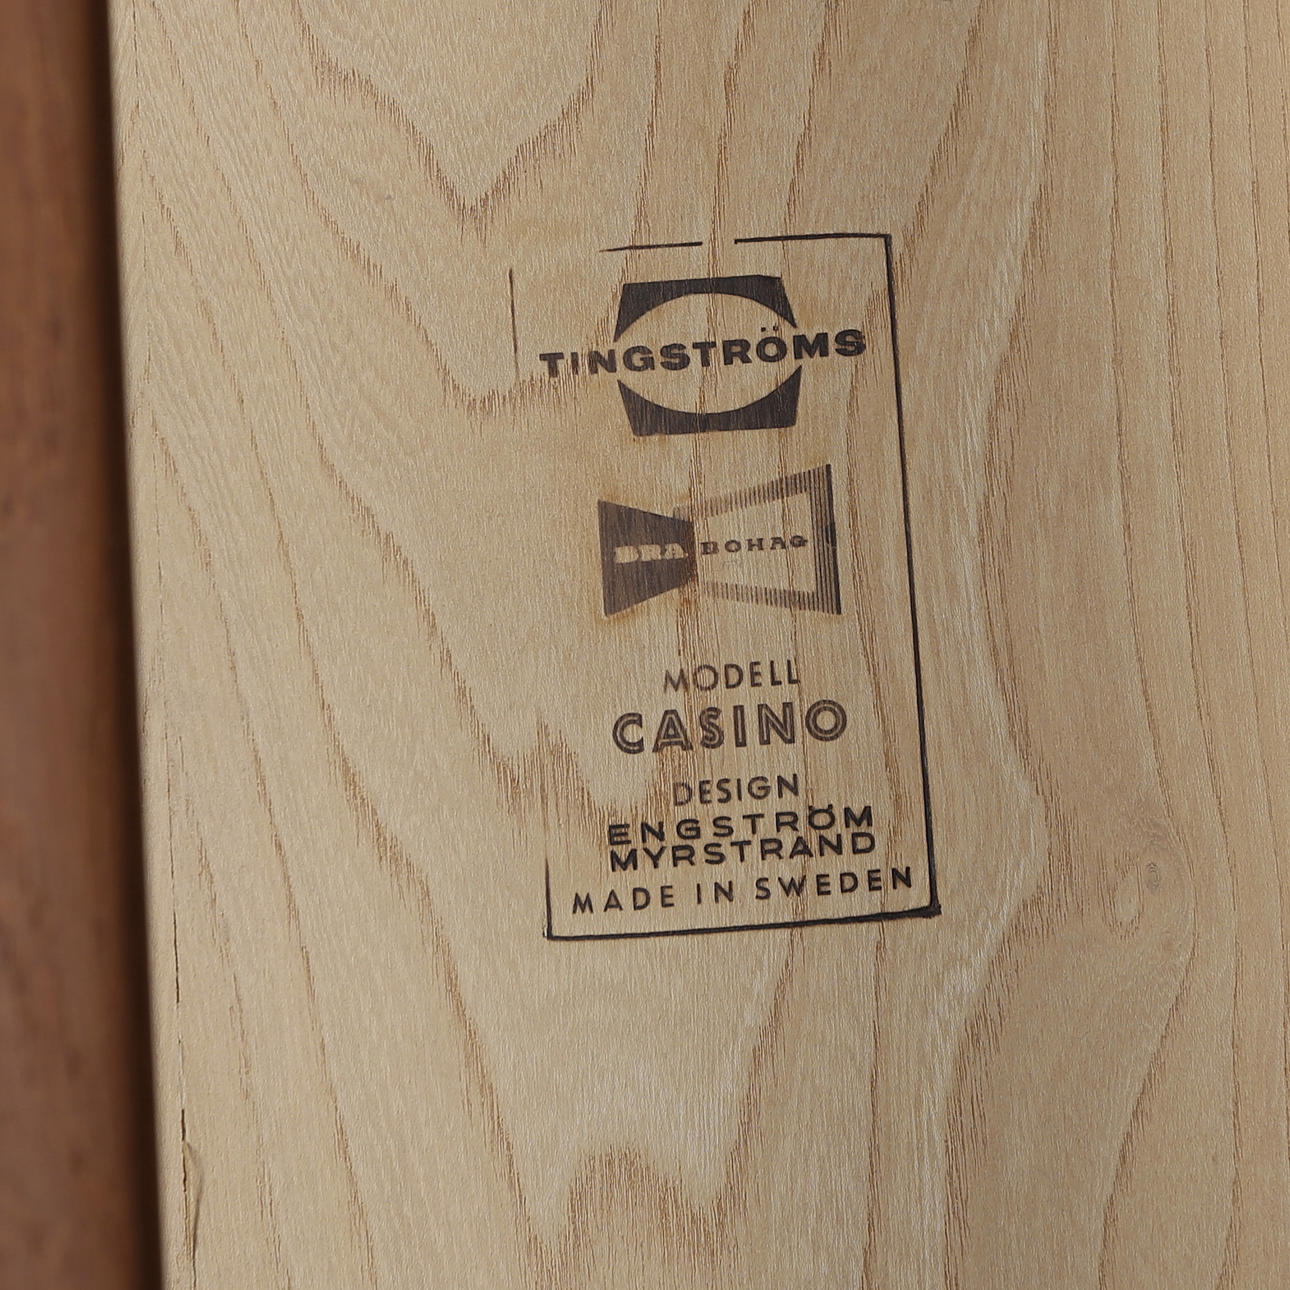 TINGSTRÖMS
BRA BOHAG
MODELL
CASINO
DESIGN
ENGSTRÖM
MYRSTRAND
MADE IN SWEDEN